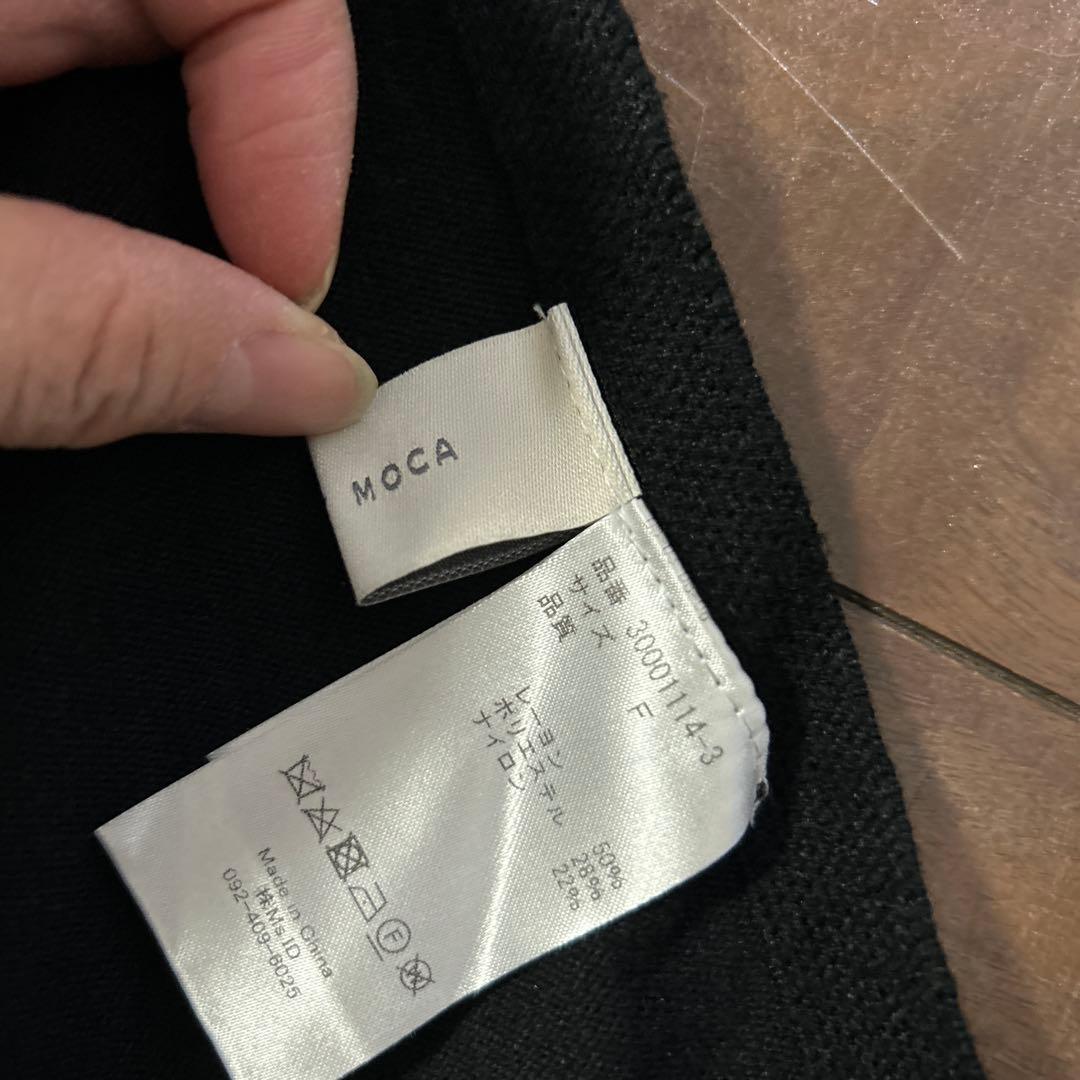 MOCA
品番 30001114-3
サイズ F
品質
レーヨン 50%
ポリエステル 28%
ナイロン 22%
F
W
Made in China
㈱Ms.ID
092-409-6025